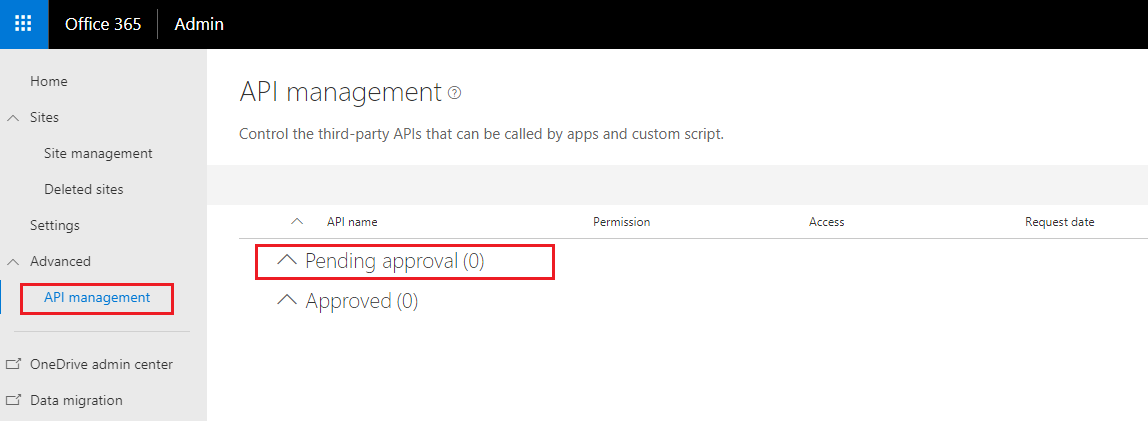 Office 365 Admin
Home
Sites
Site management
Deleted sites
Settings
Advanced
API management
OneDrive admin center
Data migration
API management ?
Control the third-party APIs that can be called by apps and custom script.
API name Permission Access Request date
Pending approval (0)
Approved (0)